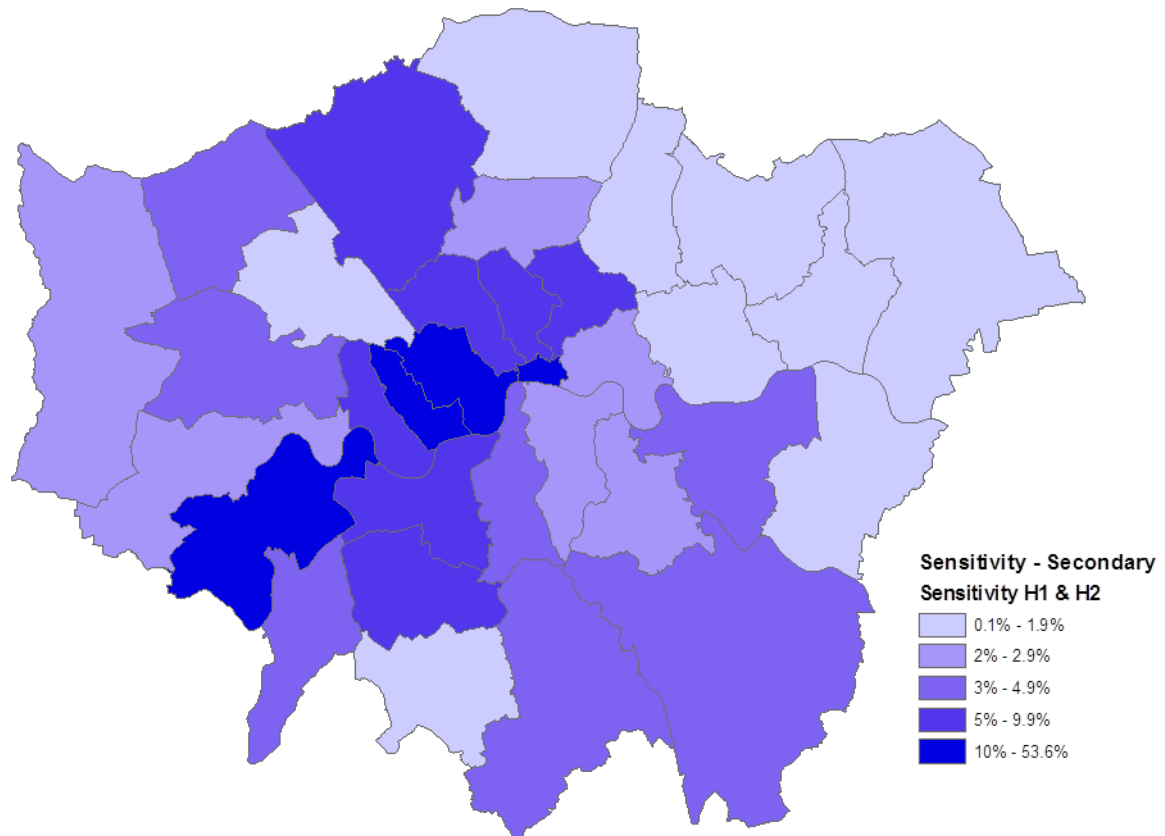 Sensitivity - Secondary
Sensitivity H1 & H2
0.1% - 1.9%
2% - 2.9%
3% - 4.9%
5% - 9.9%
10% - 53.6%